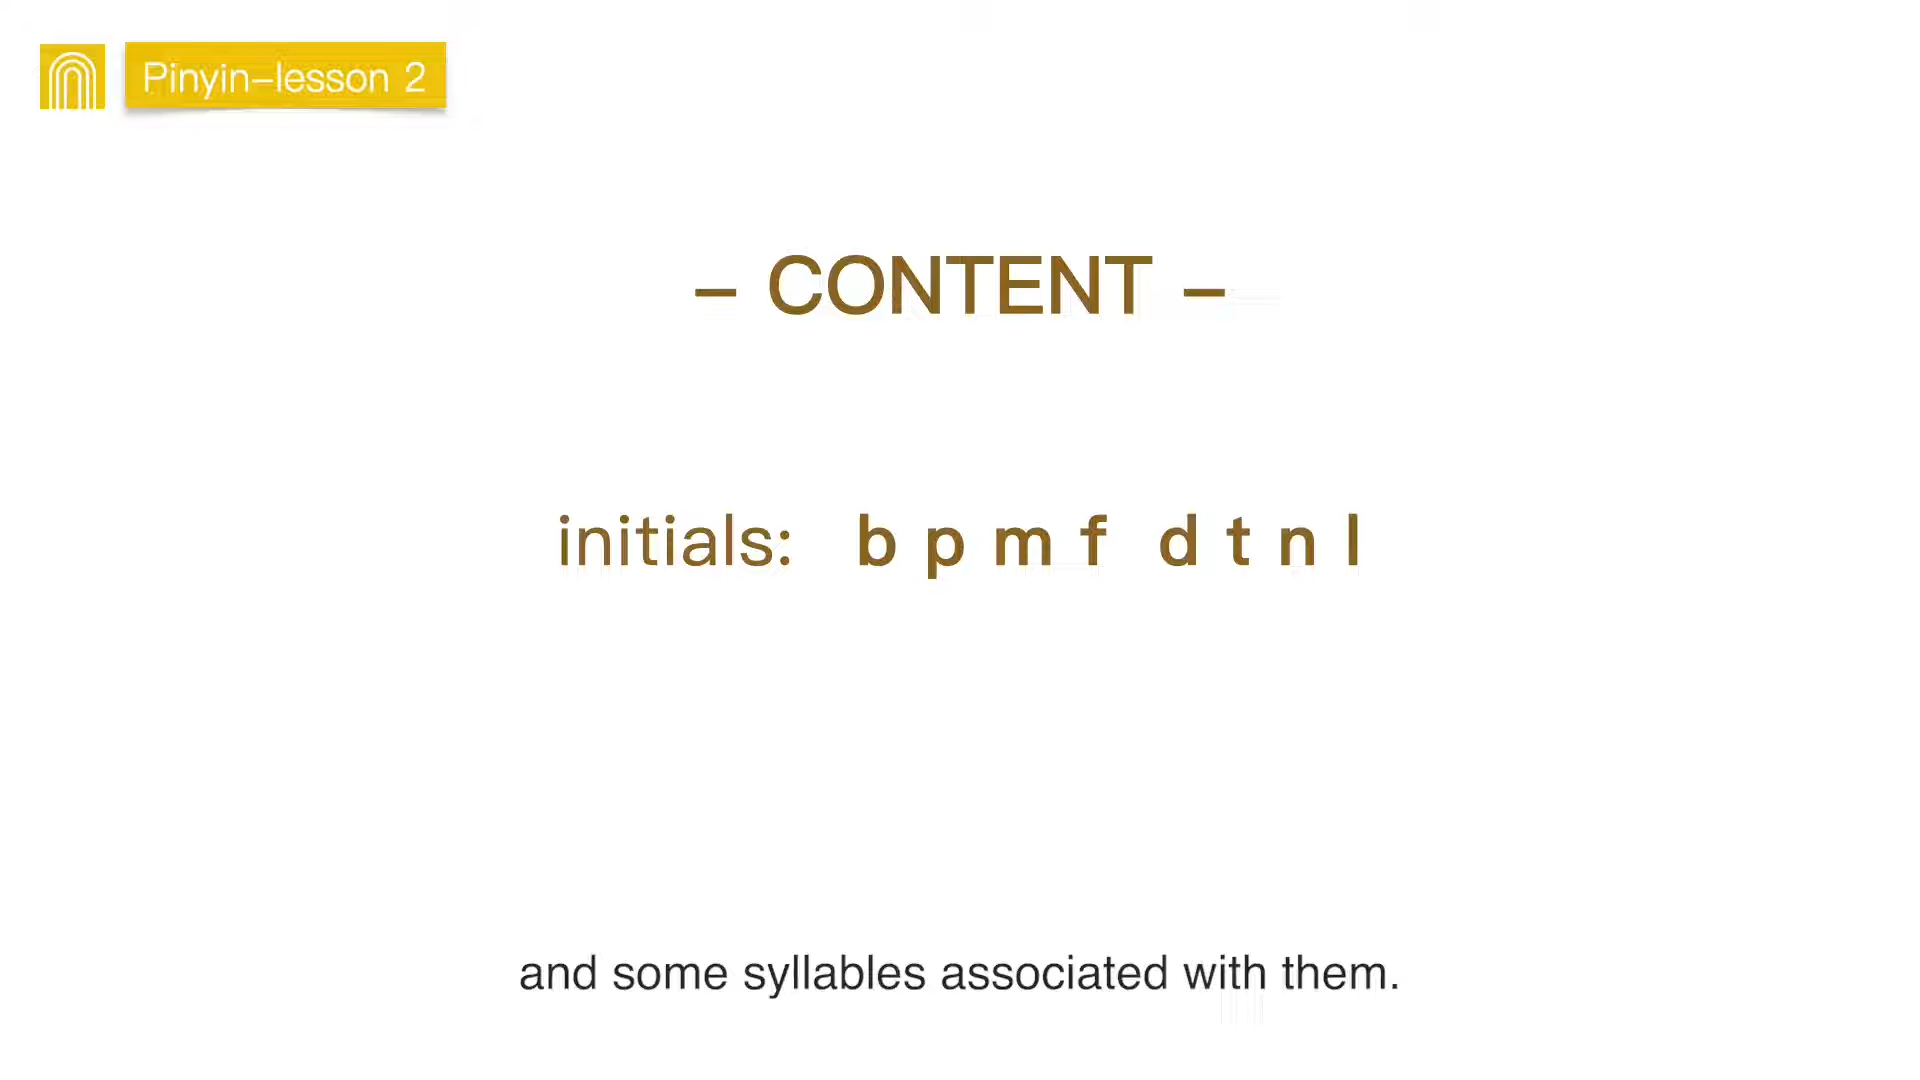 Pinyin–lesson 2
– CONTENT –
initials: b p m f d t n l
and some syllables associated with them.